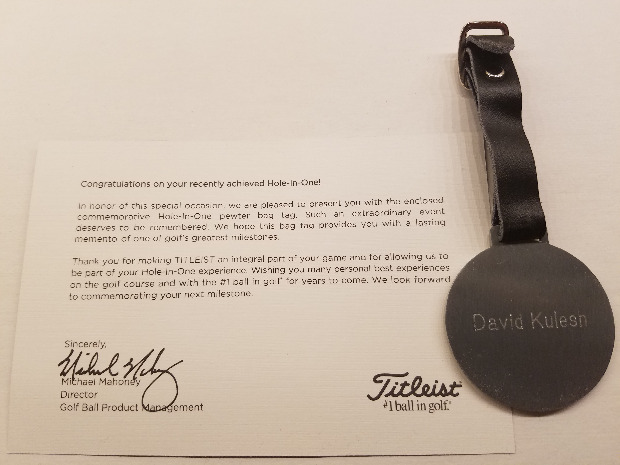 Congratulations on your recently achieved Hole-In-One!
In honor of this special occasion, we are pleased to present you with the enclosed
commemorative Hole-In-One pewter bag tag. Such an extraordinary event
deserves to be remembered. We hope this bag tag provides you with a lasting
memento of one of golf's greatest milestones.
Thank you for making TITLEIST an integral part of your game and for allowing us to
be part of your Hole-In-One experience. Wishing you many personal best experiences
on the golf course and with the #1 ball in golf for years to come. We look forward
to commemorating your next milestone.
Sincerely,
Michael Mahoney
Michael Mahoney
Director
Golf Ball Product Management
Titleist
#1 ball in golf.®
David Kulesh